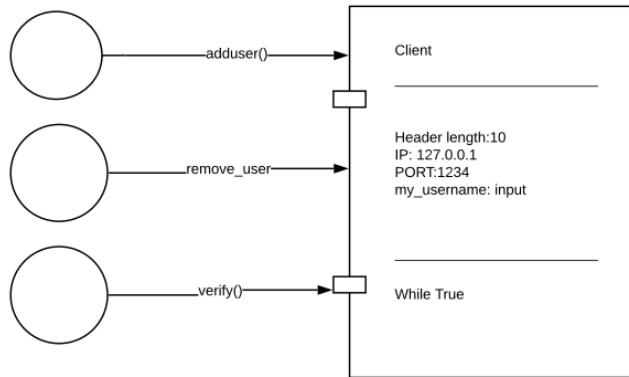 adduser()
Client
Header length:10
IP: 127.0.0.1
PORT:1234
my_username: input
remove_user
verify()
While True